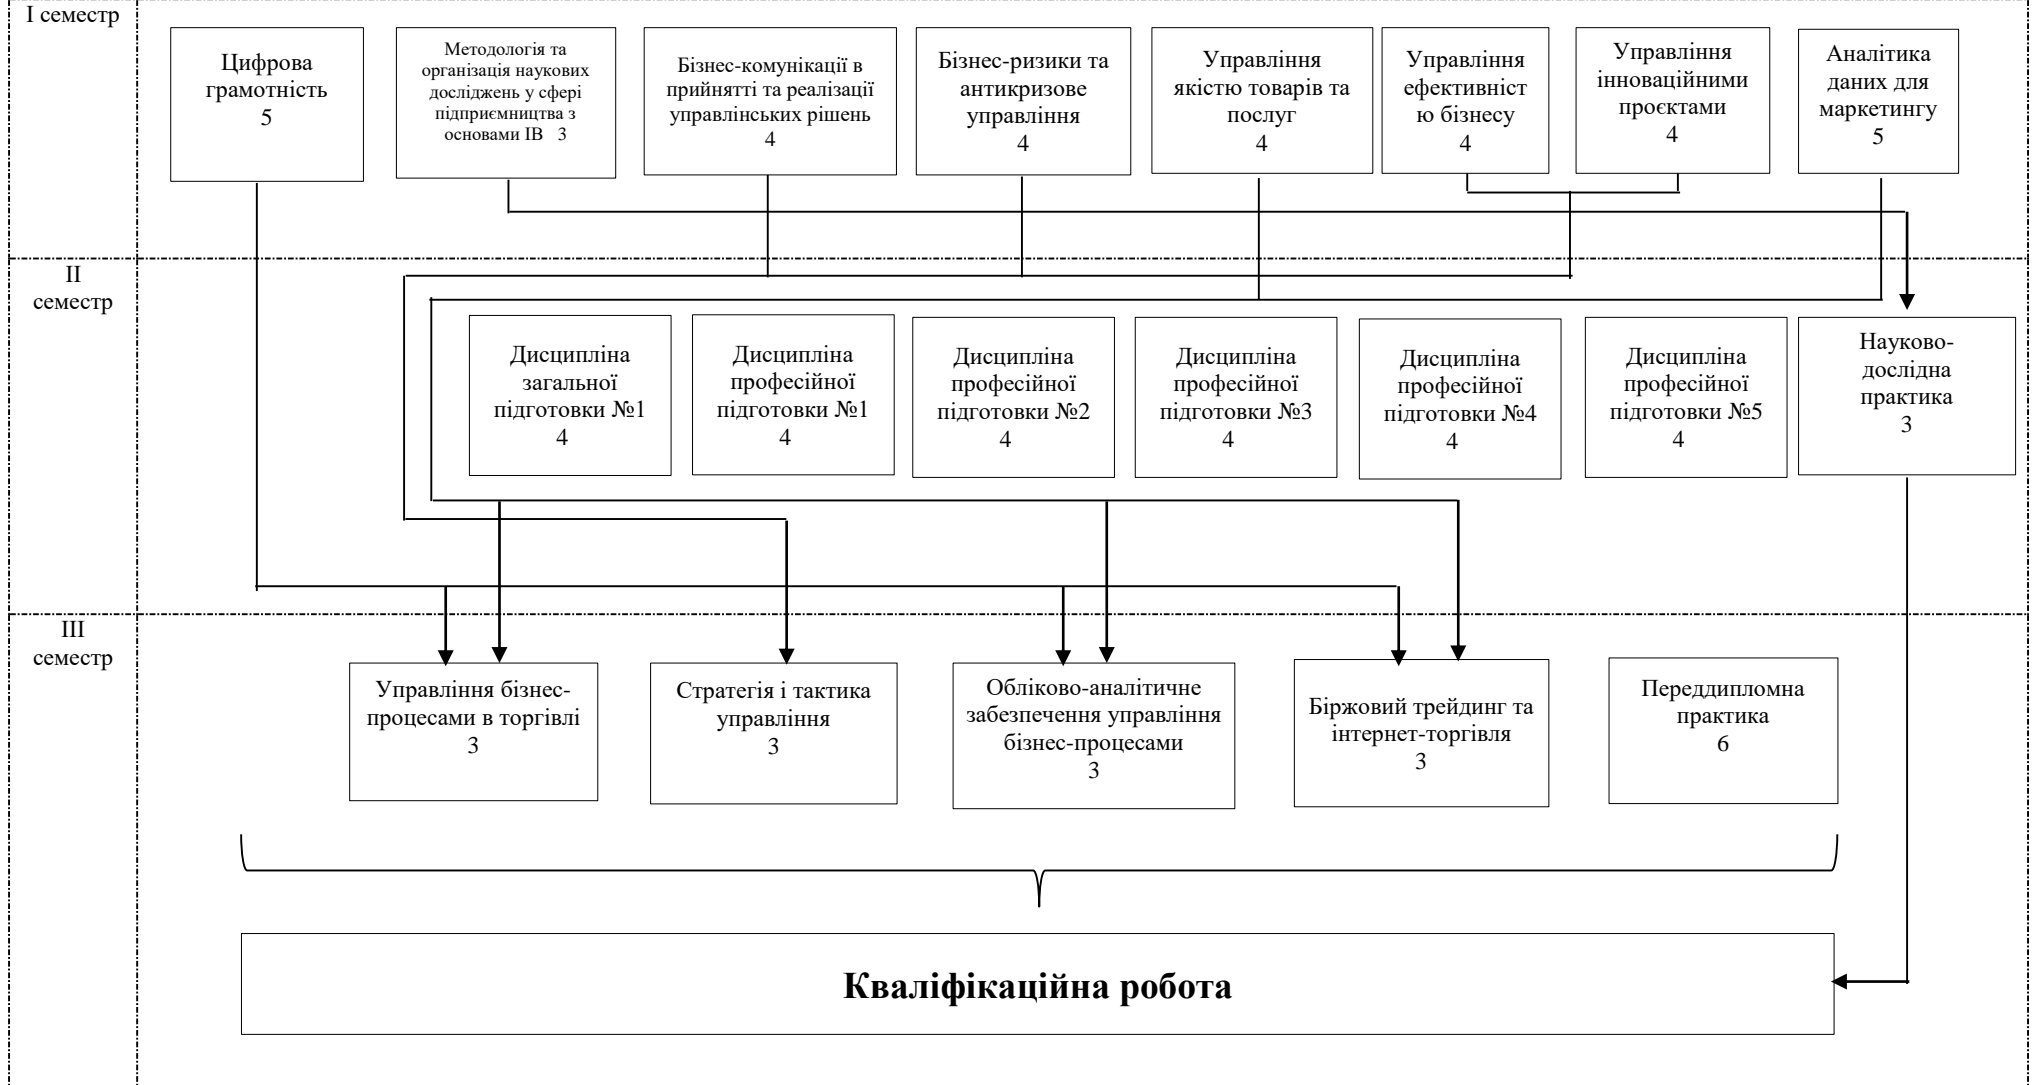 І семестр
Цифрова
грамотність
5
Методологія та
організація наукових
досліджень у сфері
підприємництва з
основами ІВ 3
Бізнес-комунікації в
прийнятті та реалізації
управлінських рішень
4
Бізнес-ризики та
антикризове
управління
4
Управління
якістю товарів та
послуг
4
Управління
ефективніст
ю бізнесу
4
Управління
інноваційними
проєктами
4
Аналітика
даних для
маркетингу
5
ІІ
семестр
Дисципліна
загальної
підготовки №1
4
Дисципліна
професійної
підготовки №1
4
Дисципліна
професійної
підготовки №2
4
Дисципліна
професійної
підготовки №3
4
Дисципліна
професійної
підготовки №4
4
Дисципліна
професійної
підготовки №5
4
Науково-
дослідна
практика
3
ІІІ
семестр
Управління бізнес-
процесами в торгівлі
3
Стратегія і тактика
управління
3
Обліково-аналітичне
забезпечення управління
бізнес-процесами
3
Біржовий трейдинг та
інтернет-торгівля
3
Переддипломна
практика
6
Кваліфікаційна робота